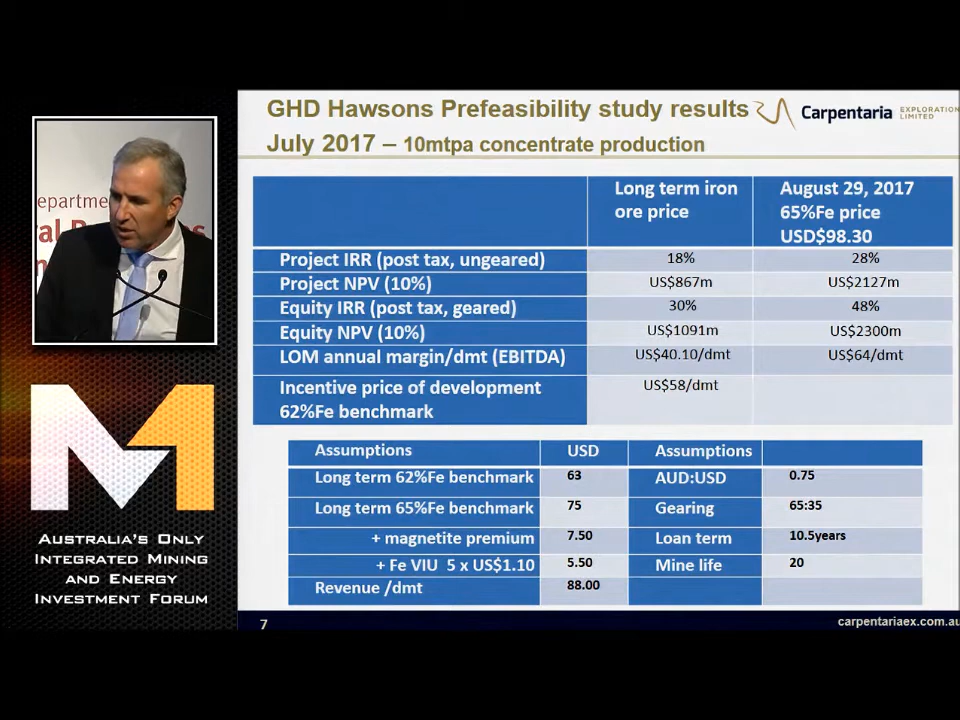 GHD Hawsons Prefeasibility study results
July 2017 – 10mtpa concentrate production
Carpentaria
EXPLORATION
LIMITED
Long term iron ore price
August 29, 2017 65%Fe price USD$98.30
Project IRR (post tax, ungeared) 18% 28%
Project NPV (10%) US$867m US$2127m
Equity IRR (post tax, geared) 30% 48%
Equity NPV (10%) US$1091m US$2300m
LOM annual margin/dmt (EBITDA) US$40.10/dmt US$64/dmt
Incentive price of development US$58/dmt
62%Fe benchmark
Assumptions USD Assumptions
Long term 62%Fe benchmark 63 AUD:USD 0.75
Long term 65%Fe benchmark 75 Gearing 65:35
+ magnetite premium 7.50 Loan term 10.5years
+ Fe VIU 5 x US$1.10 5.50 Mine life 20
Revenue /dmt 88.00
7
carpentariaex.com.au
epartme
al
M1
AUSTRALIA'S ONLY
INTEGRATED MINING
AND ENERGY
INVESTMENT FORUM